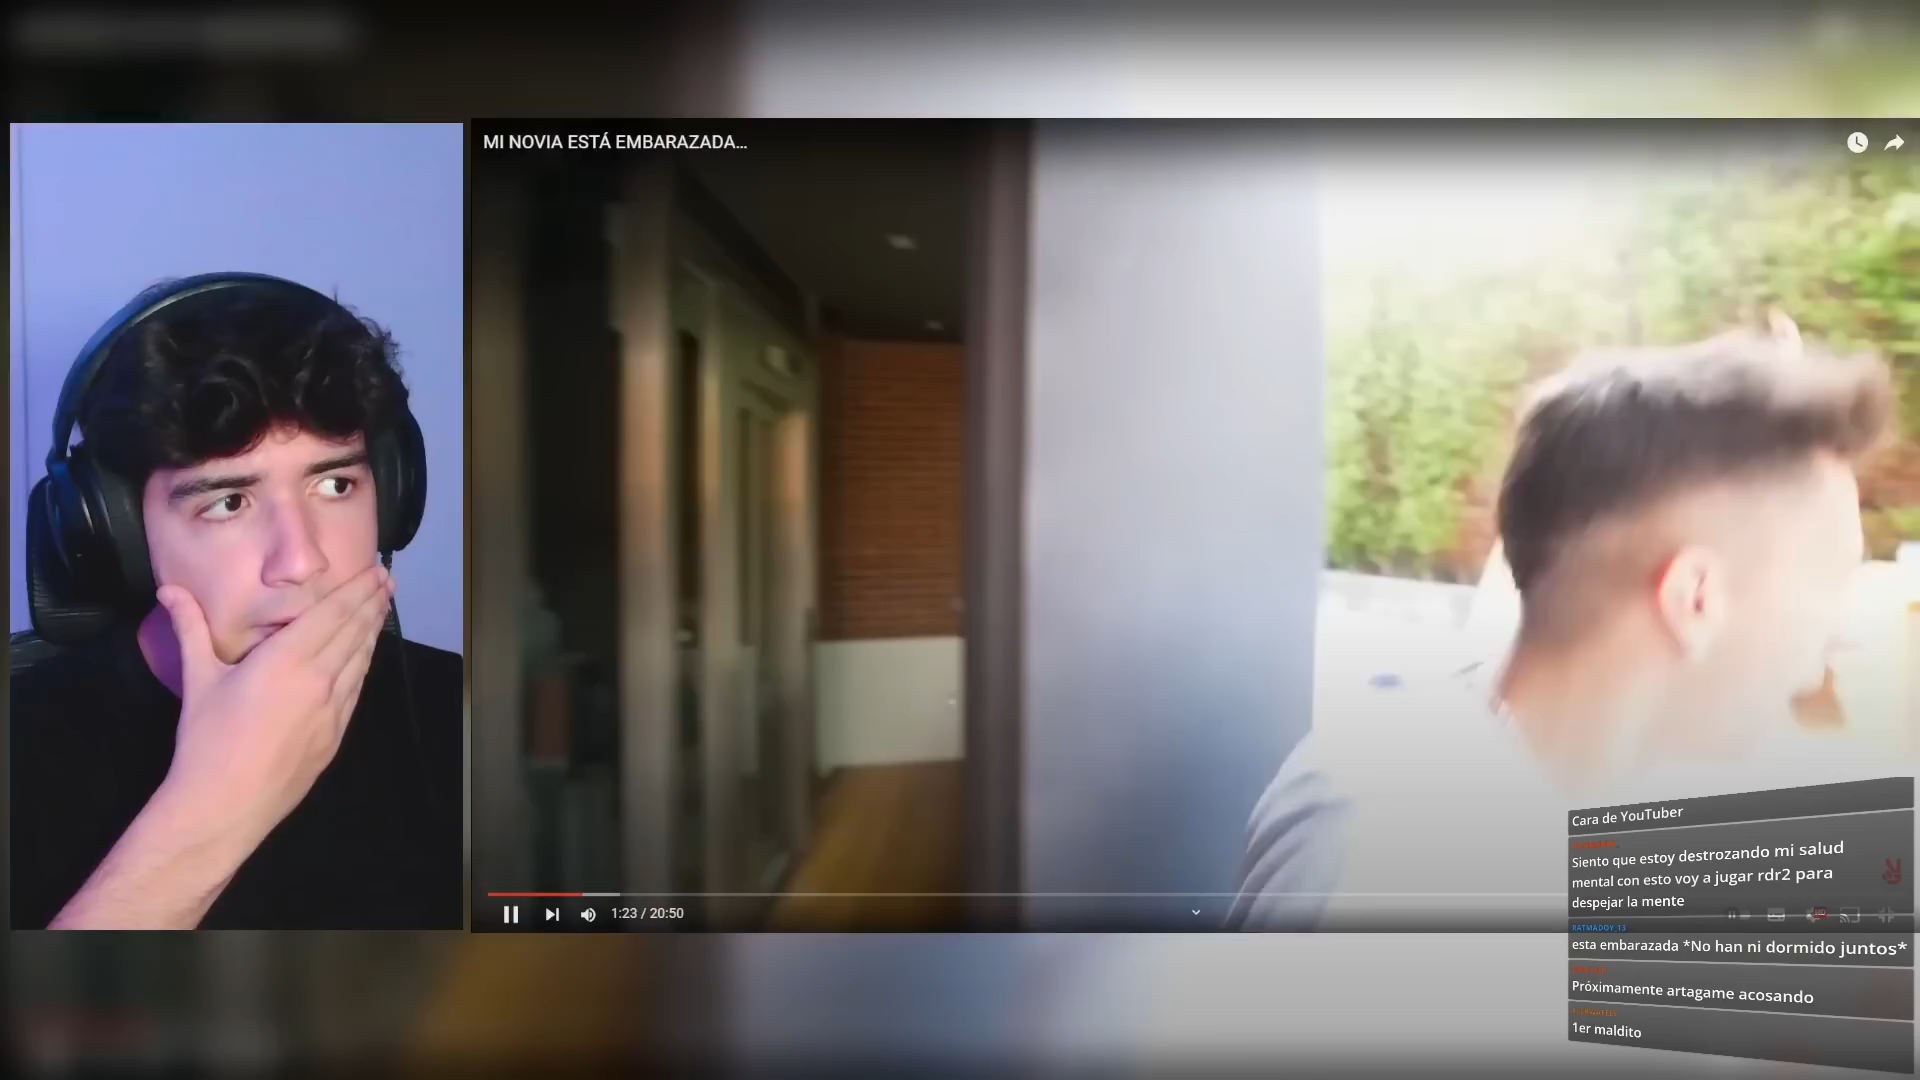 MI NOVIA ESTÁ EMBARAZADA...
Cara de YouTuber
Siento que estoy destrozando mi salud
mental con esto voy a jugar rdr2 para
despejar la mente
RATMADOY_13
esta embarazada *No han ni dormido juntos*
Próximamente artagame acosando
1er maldito
1:23 / 20:50